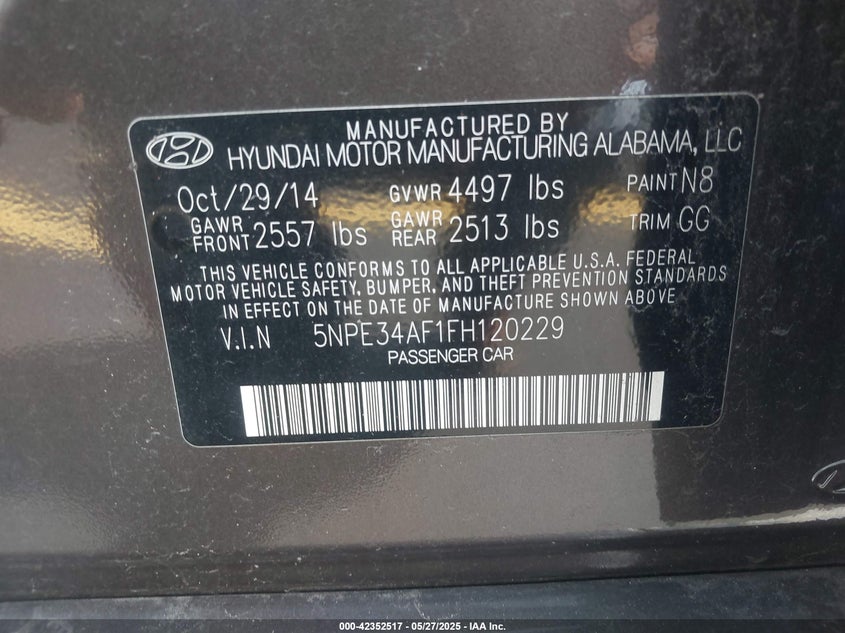 MANUFACTURED BY
HYUNDAI MOTOR MANUFACTURING ALABAMA, LLC
Oct/29/14 GVWR 4497 lbs PAINT N8
GAWR FRONT 2557 lbs GAWR REAR 2513 lbs TRIM GG
THIS VEHICLE CONFORMS TO ALL APPLICABLE U.S.A. FEDERAL
MOTOR VEHICLE SAFETY, BUMPER, AND THEFT PREVENTION STANDARDS
IN EFFECT ON THE DATE OF MANUFACTURE SHOWN ABOVE.
V.I.N 5NPE34AF1FH120229
PASSENGER CAR
000-42352517 - 05/27/2025 - IAA Inc.